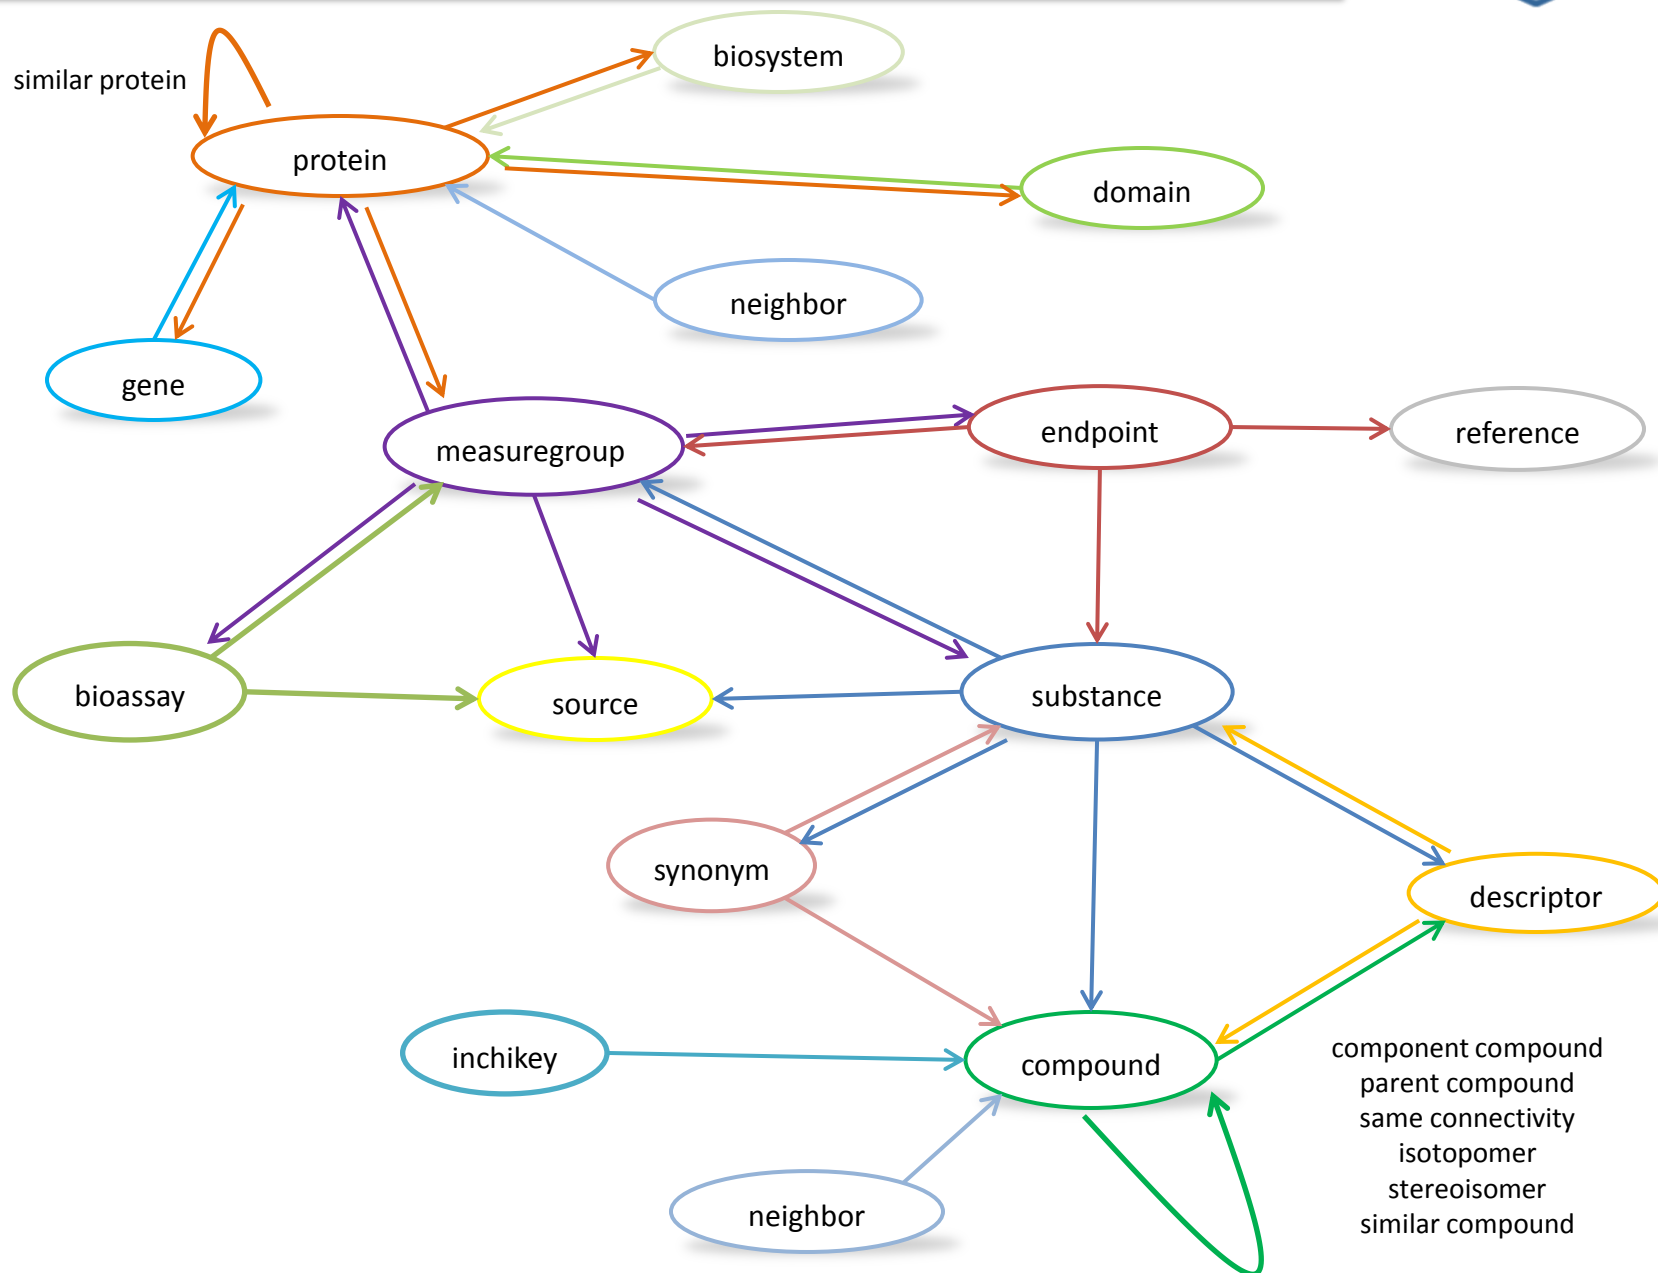 biosystem
similar protein
protein
domain
neighbor
gene
endpoint
reference
measuregroup
bioassay
source
substance
synonym
descriptor
inchikey
compound
component compound
parent compound
same connectivity
isotopomer
stereoisomer
similar compound
neighbor